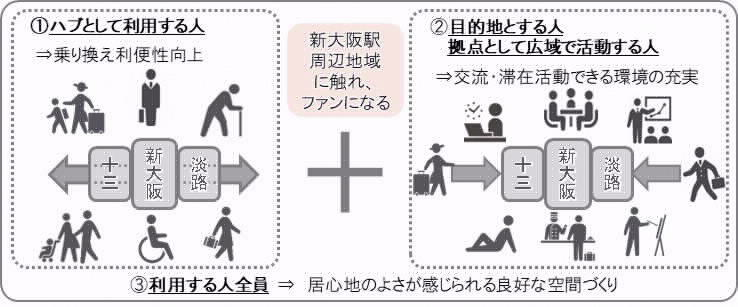 ①ハブとして利用する人
⇒乗り換え利便性向上
十三
新大阪
淡路
新大阪駅
周辺地域
に触れ、
ファンになる
②目的地とする人
拠点として広域で活動する人
⇒交流・滞在活動できる環境の充実
十三
新大阪
淡路
③利用する人全員 ⇒ 居心地のよさが感じられる良好な空間づくり